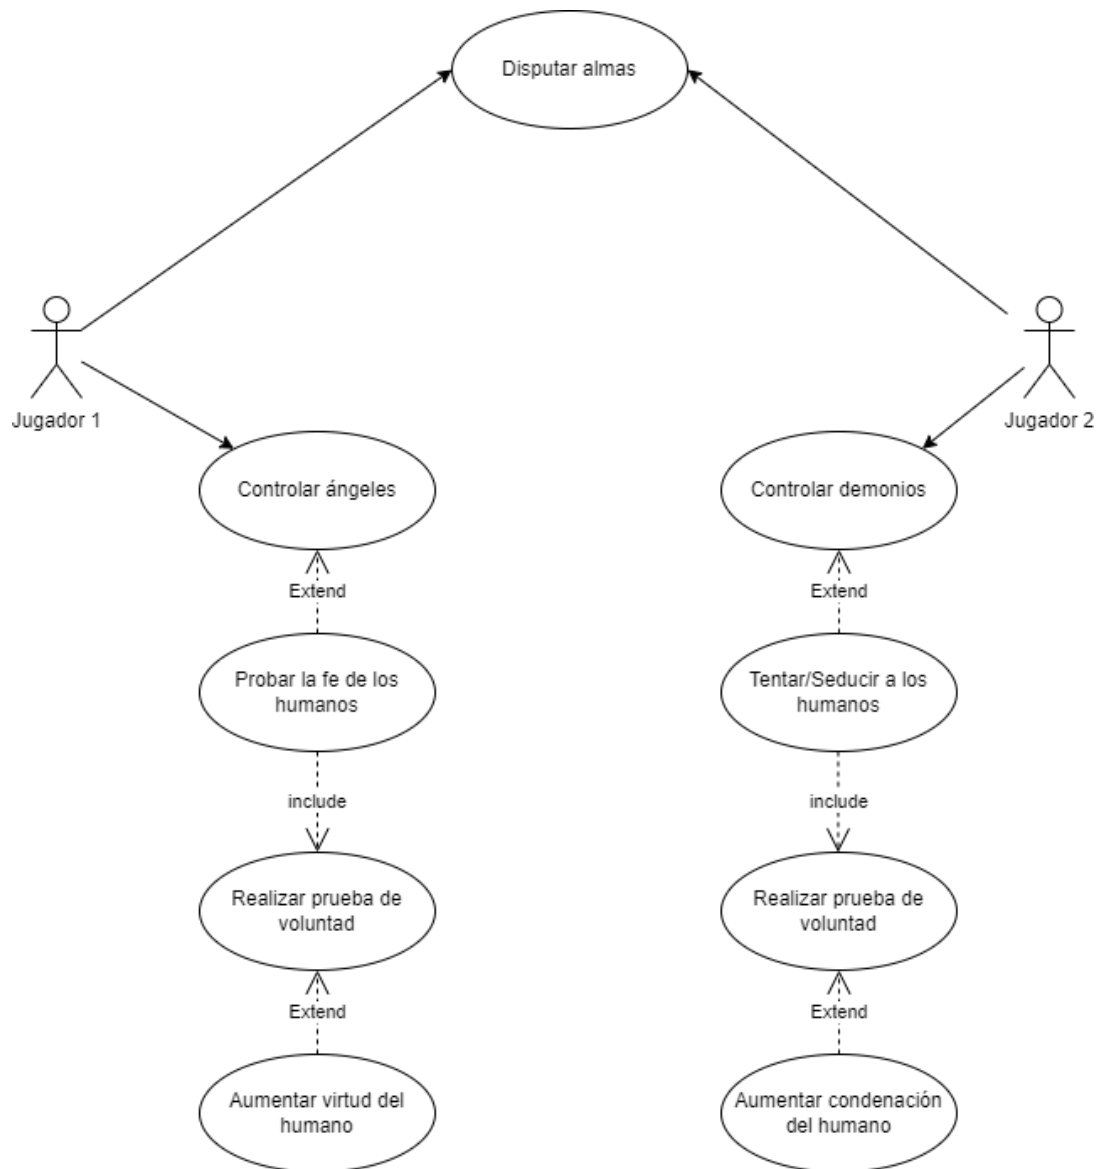 Disputar almas
Jugador 1
Jugador 2
Controlar ángeles
Controlar demonios
Extend
Extend
Probar la fe de los
humanos
Tentar/Seducir a los
humanos
include
include
Realizar prueba de
voluntad
Realizar prueba de
voluntad
Extend
Extend
Aumentar virtud del
humano
Aumentar condenación
del humano